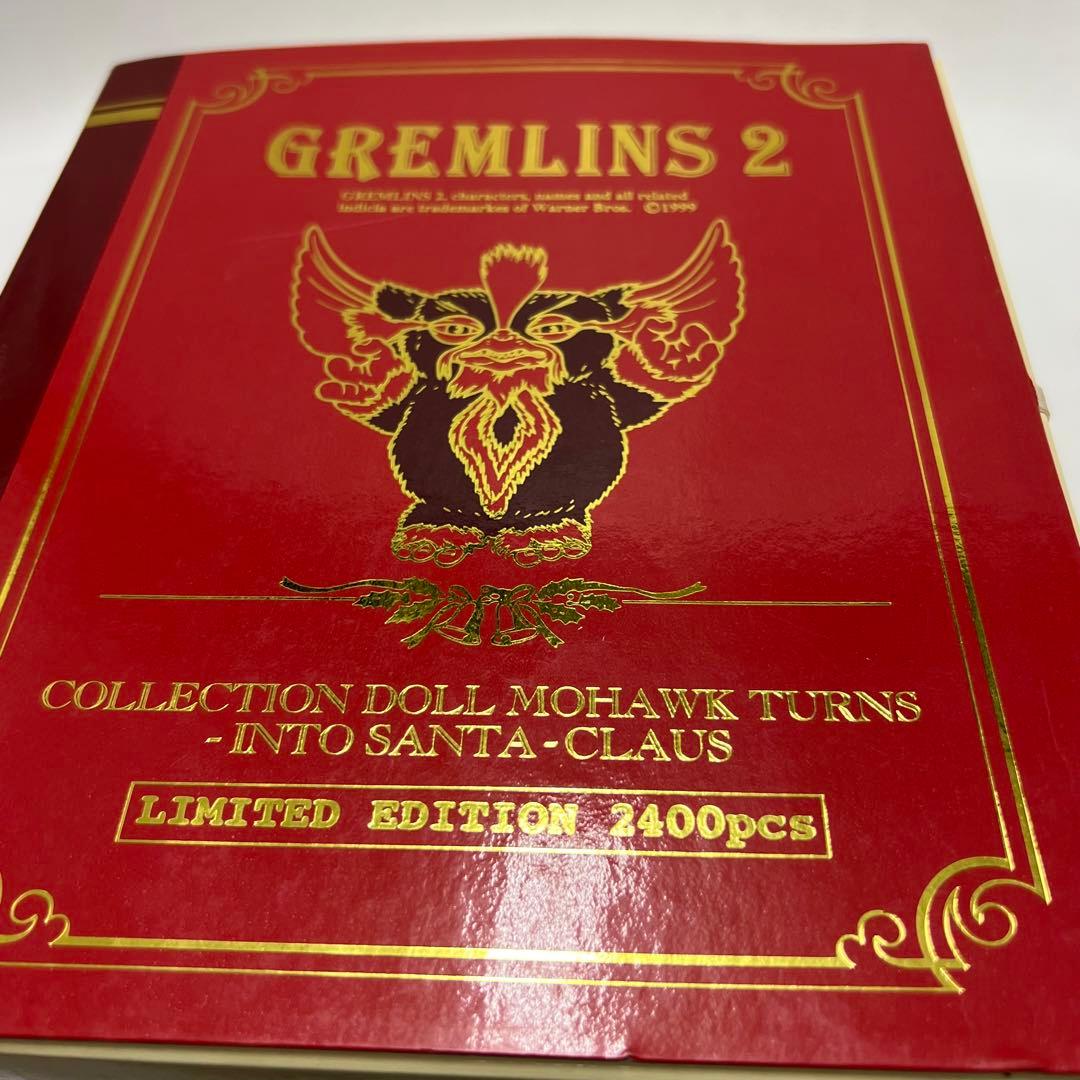 GREMLINS 2
GREMLINS 2, characters, names and all related
indicia are trademarkes of Warner Bros. ©1999
COLLECTION DOLL MOHAWK TURNS
-INTO SANTA-CLAUS
LIMITED EDITION 2400pcs